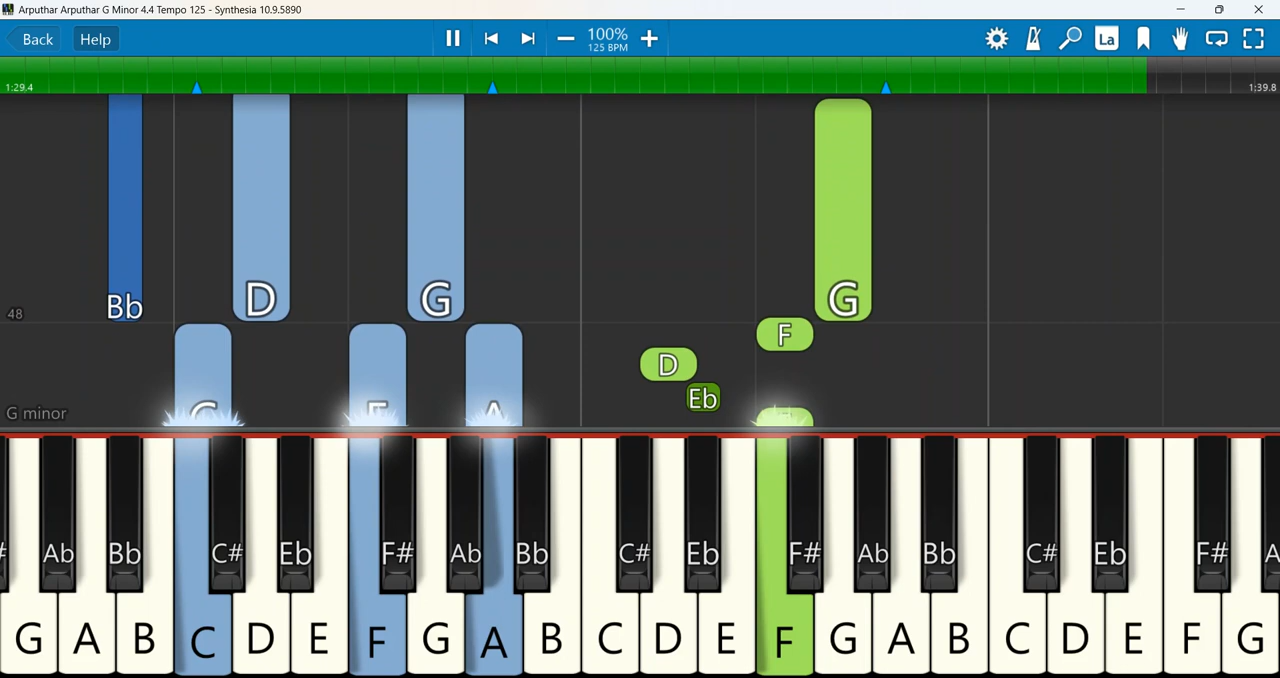 Arputhar Arputhar G Minor 4.4 Tempo 125 - Synthesia 10.9.5890
Back Help 100% La
125 BPM
1:29.4 1:39.8
Bb D G G
48 F
D
Eb
G minor
Ab Bb C# Eb F# Ab Bb C# Eb F# Ab Bb C# Eb F# A
G A B C D E F G A B C D E F G A B C D E F G